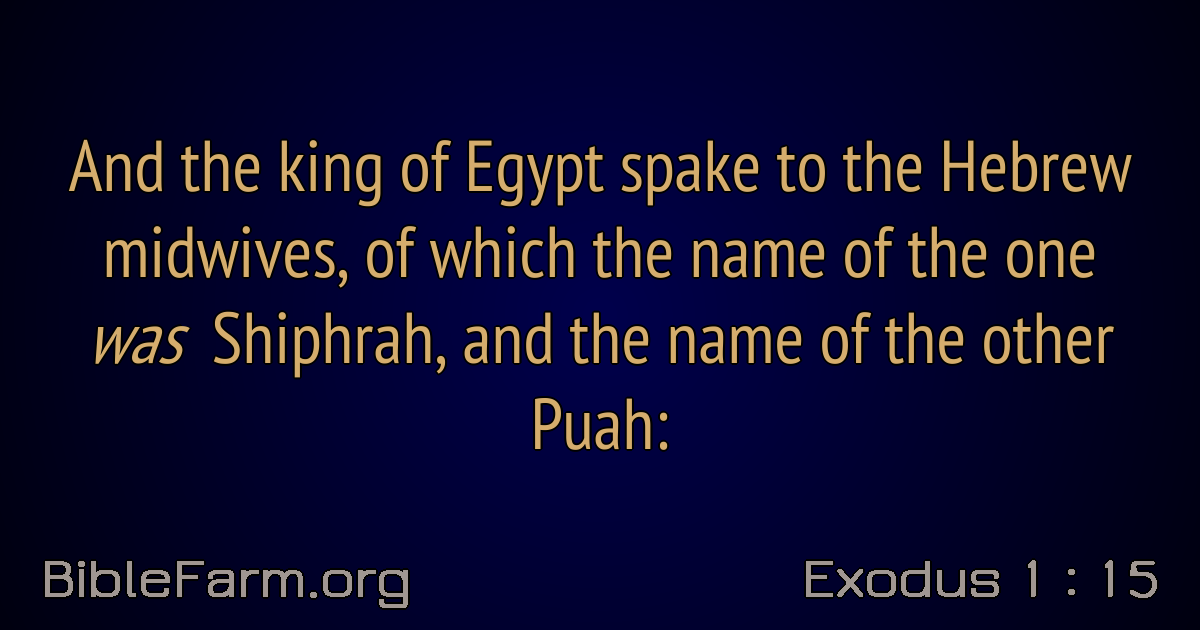 And the king of Egypt spake to the Hebrew
midwives, of which the name of the one
was Shiphrah, and the name of the other
Puah:
BibleFarm.org
Exodus 1 : 15